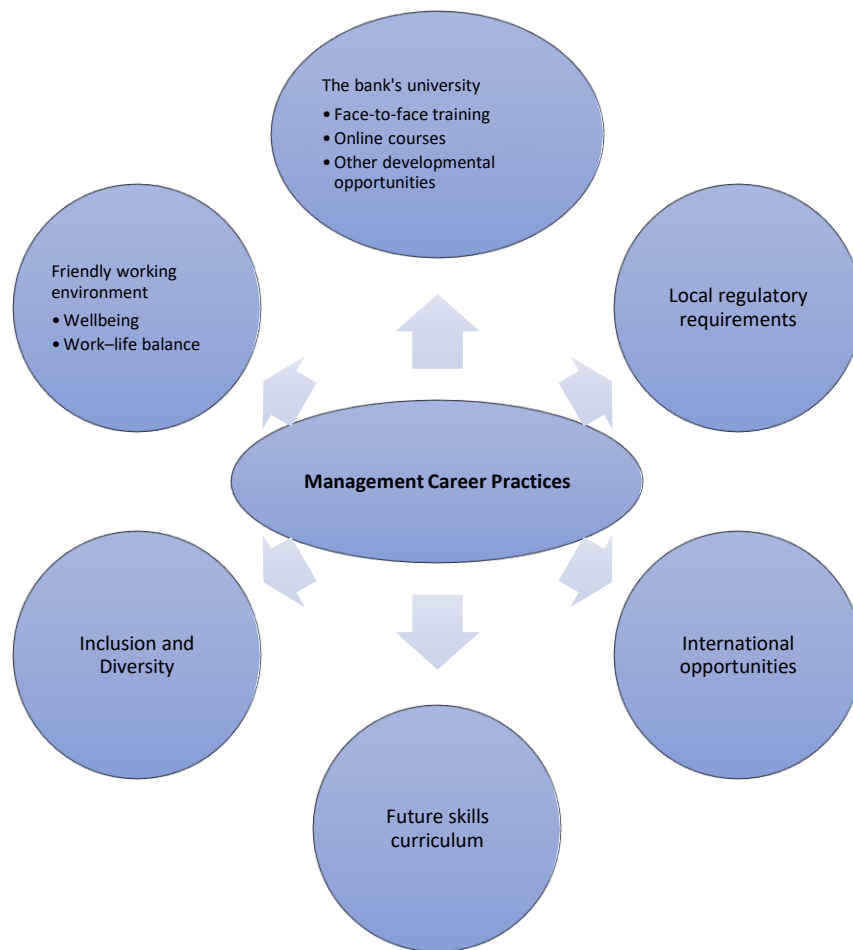 The bank's university
• Face-to-face training
• Online courses
• Other developmental
opportunities
Friendly working
environment
• Wellbeing
• Work–life balance
Local regulatory
requirements
Management Career Practices
Inclusion and
Diversity
International
opportunities
Future skills
curriculum